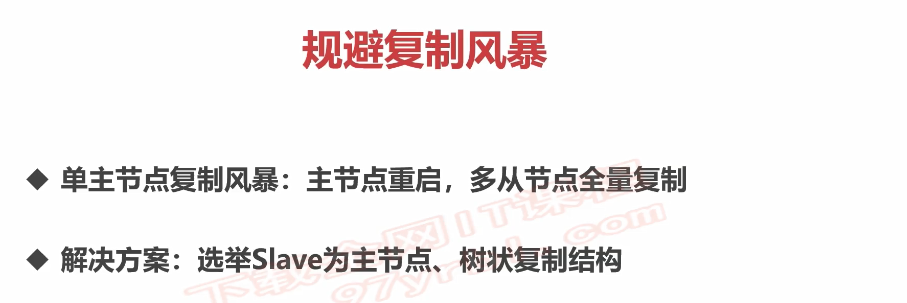 规避复制风暴
◆ 单主节点复制风暴：主节点重启，多从节点全量复制
◆ 解决方案：选举Slave为主节点、树状复制结构